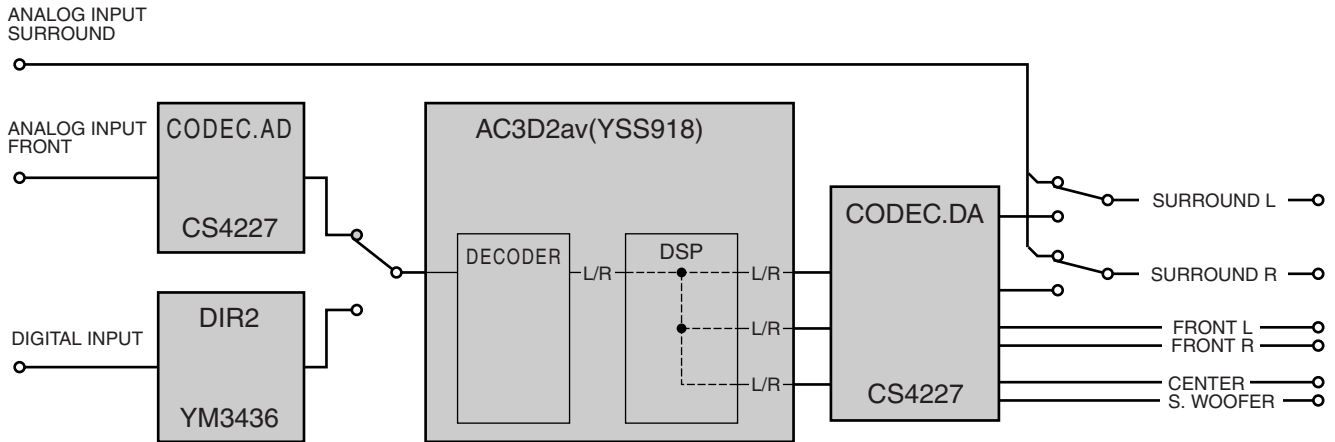 ANALOG INPUT
SURROUND
ANALOG INPUT
FRONT
CODEC.AD
CS4227
DIGITAL INPUT
DIR2
YM3436
AC3D2av(YSS918)
DECODER
L/R
DSP
L/R
L/R
L/R
CODEC.DA
CS4227
SURROUND L
SURROUND R
FRONT L
FRONT R
CENTER
S. WOOFER